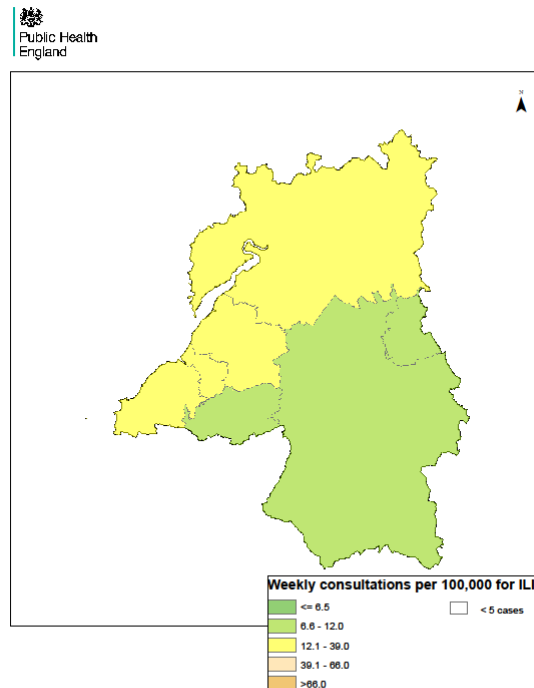 Public Health
England
N
Weekly consultations per 100,000 for ILI
<= 6.5
< 5 cases
6.6 - 12.0
12.1 - 39.0
39.1 - 66.0
>66.0